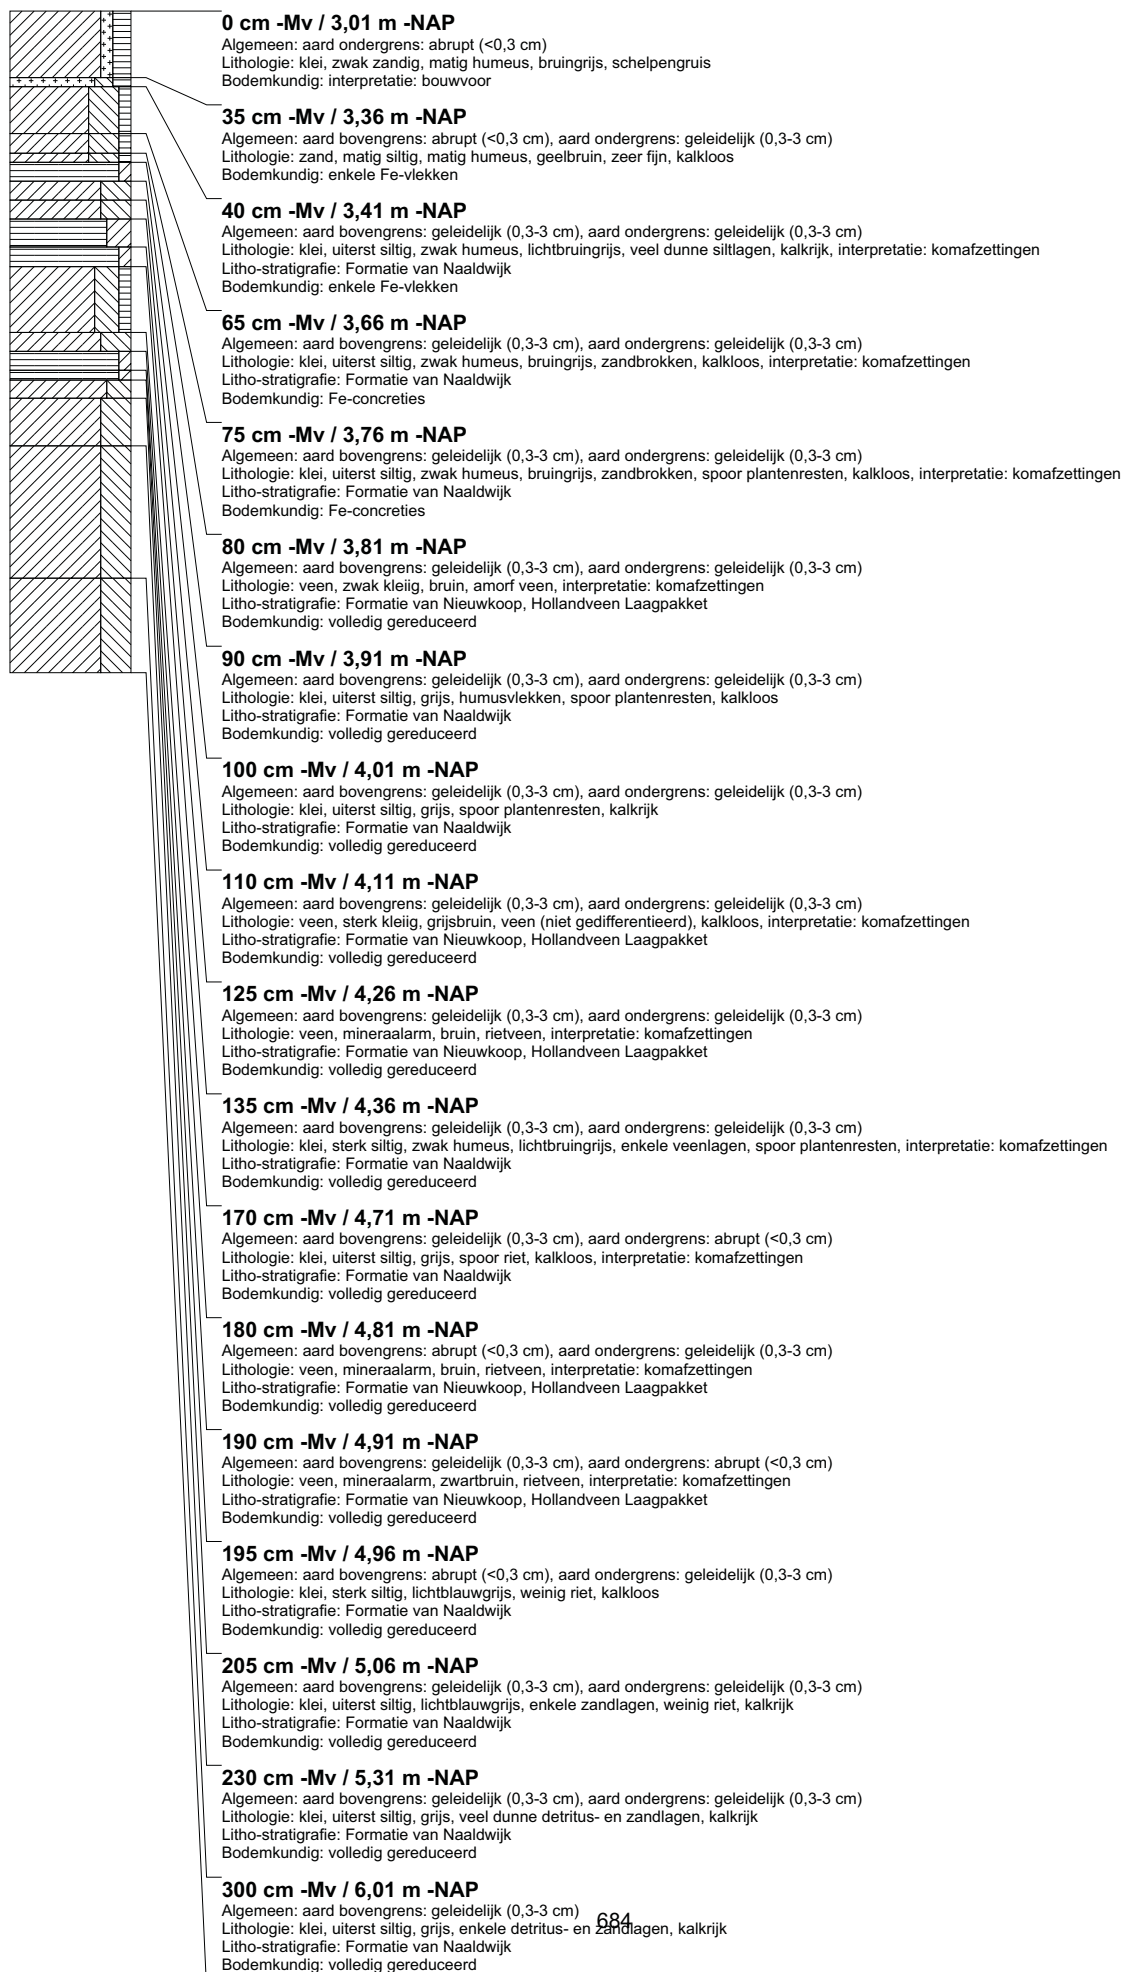 0 cm -Mv / 3,01 m -NAP
Algemeen: aard ondergrens: abrupt (<0,3 cm)
Lithologie: klei, zwak zandig, matig humeus, bruingrijs, schelpengruis
Bodemkundig: interpretatie: bouwvoor
35 cm -Mv / 3,36 m -NAP
Algemeen: aard bovengrens: abrupt (<0,3 cm), aard ondergrens: geleidelijk (0,3-3 cm)
Lithologie: zand, matig siltig, matig humeus, geelbruin, zeer fijn, kalkloos
Bodemkundig: enkele Fe-vlekken
40 cm -Mv / 3,41 m -NAP
Algemeen: aard bovengrens: geleidelijk (0,3-3 cm), aard ondergrens: geleidelijk (0,3-3 cm)
Lithologie: klei, uiterst siltig, zwak humeus, lichtbruingrijs, veel dunne siltlagen, kalkrijk, interpretatie: komafzettingen
Litho-stratigrafie: Formatie van Naaldwijk
Bodemkundig: enkele Fe-vlekken
65 cm -Mv / 3,66 m -NAP
Algemeen: aard bovengrens: geleidelijk (0,3-3 cm), aard ondergrens: geleidelijk (0,3-3 cm)
Lithologie: klei, uiterst siltig, zwak humeus, bruingrijs, zandbrokken, kalkloos, interpretatie: komafzettingen
Litho-stratigrafie: Formatie van Naaldwijk
Bodemkundig: Fe-concreties
75 cm -Mv / 3,76 m -NAP
Algemeen: aard bovengrens: geleidelijk (0,3-3 cm), aard ondergrens: geleidelijk (0,3-3 cm)
Lithologie: klei, uiterst siltig, zwak humeus, bruingrijs, zandbrokken, spoor plantenresten, kalkloos, interpretatie: komafzettingen
Litho-stratigrafie: Formatie van Naaldwijk
Bodemkundig: Fe-concreties
80 cm -Mv / 3,81 m -NAP
Algemeen: aard bovengrens: geleidelijk (0,3-3 cm), aard ondergrens: geleidelijk (0,3-3 cm)
Lithologie: veen, zwak kleiig, bruin, amorf veen, interpretatie: komafzettingen
Litho-stratigrafie: Formatie van Nieuwkoop, Hollandveen Laagpakket
Bodemkundig: volledig gereduceerd
90 cm -Mv / 3,91 m -NAP
Algemeen: aard bovengrens: geleidelijk (0,3-3 cm), aard ondergrens: geleidelijk (0,3-3 cm)
Lithologie: klei, uiterst siltig, grijs, humusvlekken, spoor plantenresten, kalkloos
Litho-stratigrafie: Formatie van Naaldwijk
Bodemkundig: volledig gereduceerd
100 cm -Mv / 4,01 m -NAP
Algemeen: aard bovengrens: geleidelijk (0,3-3 cm), aard ondergrens: geleidelijk (0,3-3 cm)
Lithologie: klei, uiterst siltig, grijs, spoor plantenresten, kalkrijk
Litho-stratigrafie: Formatie van Naaldwijk
Bodemkundig: volledig gereduceerd
110 cm -Mv / 4,11 m -NAP
Algemeen: aard bovengrens: geleidelijk (0,3-3 cm), aard ondergrens: geleidelijk (0,3-3 cm)
Lithologie: veen, sterk kleiig, grijsbruin, veen (niet gedifferentieerd), kalkloos, interpretatie: komafzettingen
Litho-stratigrafie: Formatie van Nieuwkoop, Hollandveen Laagpakket
Bodemkundig: volledig gereduceerd
125 cm -Mv / 4,26 m -NAP
Algemeen: aard bovengrens: geleidelijk (0,3-3 cm), aard ondergrens: geleidelijk (0,3-3 cm)
Lithologie: veen, mineraalarm, bruin, rietveen, interpretatie: komafzettingen
Litho-stratigrafie: Formatie van Nieuwkoop, Hollandveen Laagpakket
Bodemkundig: volledig gereduceerd
135 cm -Mv / 4,36 m -NAP
Algemeen: aard bovengrens: geleidelijk (0,3-3 cm), aard ondergrens: geleidelijk (0,3-3 cm)
Lithologie: klei, sterk siltig, zwak humeus, lichtbruingrijs, enkele veenlagen, spoor plantenresten, interpretatie: komafzettingen
Litho-stratigrafie: Formatie van Naaldwijk
Bodemkundig: volledig gereduceerd
170 cm -Mv / 4,71 m -NAP
Algemeen: aard bovengrens: geleidelijk (0,3-3 cm), aard ondergrens: abrupt (<0,3 cm)
Lithologie: klei, uiterst siltig, grijs, spoor riet, kalkloos, interpretatie: komafzettingen
Litho-stratigrafie: Formatie van Naaldwijk
Bodemkundig: volledig gereduceerd
180 cm -Mv / 4,81 m -NAP
Algemeen: aard bovengrens: abrupt (<0,3 cm), aard ondergrens: geleidelijk (0,3-3 cm)
Lithologie: veen, mineraalarm, bruin, rietveen, interpretatie: komafzettingen
Litho-stratigrafie: Formatie van Nieuwkoop, Hollandveen Laagpakket
Bodemkundig: volledig gereduceerd
190 cm -Mv / 4,91 m -NAP
Algemeen: aard bovengrens: geleidelijk (0,3-3 cm), aard ondergrens: abrupt (<0,3 cm)
Lithologie: veen, mineraalarm, zwartbruin, rietveen, interpretatie: komafzettingen
Litho-stratigrafie: Formatie van Nieuwkoop, Hollandveen Laagpakket
Bodemkundig: volledig gereduceerd
195 cm -Mv / 4,96 m -NAP
Algemeen: aard bovengrens: abrupt (<0,3 cm), aard ondergrens: geleidelijk (0,3-3 cm)
Lithologie: klei, sterk siltig, lichtblauwgrijs, weinig riet, kalkloos
Litho-stratigrafie: Formatie van Naaldwijk
Bodemkundig: volledig gereduceerd
205 cm -Mv / 5,06 m -NAP
Algemeen: aard bovengrens: geleidelijk (0,3-3 cm), aard ondergrens: geleidelijk (0,3-3 cm)
Lithologie: klei, uiterst siltig, lichtblauwgrijs, enkele zandlagen, weinig riet, kalkrijk
Litho-stratigrafie: Formatie van Naaldwijk
Bodemkundig: volledig gereduceerd
230 cm -Mv / 5,31 m -NAP
Algemeen: aard bovengrens: geleidelijk (0,3-3 cm), aard ondergrens: geleidelijk (0,3-3 cm)
Lithologie: klei, uiterst siltig, grijs, veel dunne detritus- en zandlagen, kalkrijk
Litho-stratigrafie: Formatie van Naaldwijk
Bodemkundig: volledig gereduceerd
300 cm -Mv / 6,01 m -NAP
Algemeen: aard bovengrens: geleidelijk (0,3-3 cm)
684
Lithologie: klei, uiterst siltig, grijs, enkele detritus- en zandlagen, kalkrijk
Litho-stratigrafie: Formatie van Naaldwijk
Bodemkundig: volledig gereduceerd